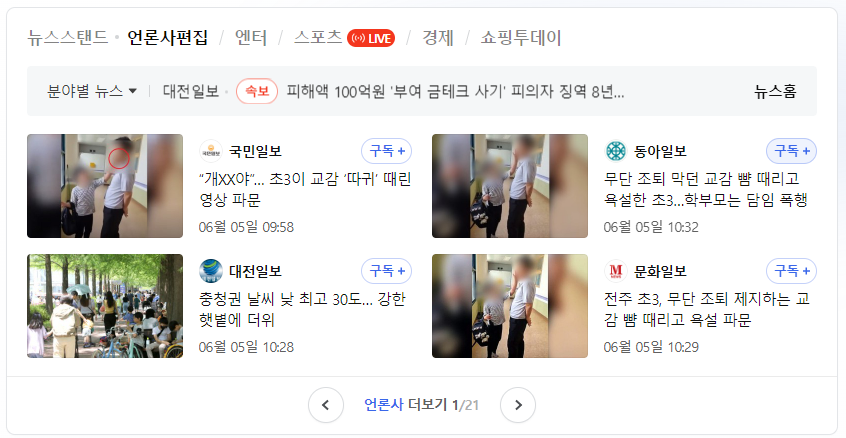 뉴스스탠드 · 언론사편집 / 엔터 / 스포츠 LIVE / 경제 / 쇼핑투데이
분야별 뉴스 대전일보 · 속보 피해액 100억원 '부여 금테크 사기' 피의자 징역 8년... 뉴스홈
국민일보 구독 +
“개XX야”… 초3이 교감 ‘따귀’ 때린
영상 파문
06월 05일 09:58
동아일보 구독 +
무단 조퇴 막던 교감 뺨 때리고
욕설한 초3…학부모는 담임 폭행
06월 05일 10:32
대전일보 구독 +
충청권 날씨 낮 최고 30도… 강한
햇볕에 더위
06월 05일 10:28
문화일보 구독 +
전주 초3, 무단 조퇴 제지하는 교
감 뺨 때리고 욕설 파문
06월 05일 10:29
언론사 더보기 1/21